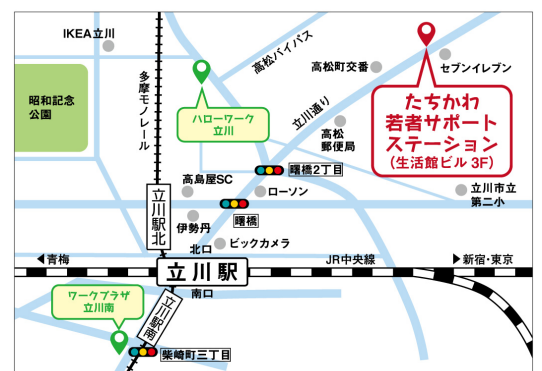 IKEA立川
高松バイパス
昭和記念
公園
多摩モノレール
ハローワーク
立川
立川通り
高松町交番
セブンイレブン
たちかわ
若者サポート
ステーション
(生活館ビル 3F)
高松
郵便局
曙橋2丁目
高島屋SC
ローソン
立川市立
第二小
立川駅北
伊勢丹
曙橋
北口
ビックカメラ
◀青梅
立川駅
JR中央線
▶新宿・東京
南口
ワークプラザ
立川南
立川駅南
柴崎町三丁目